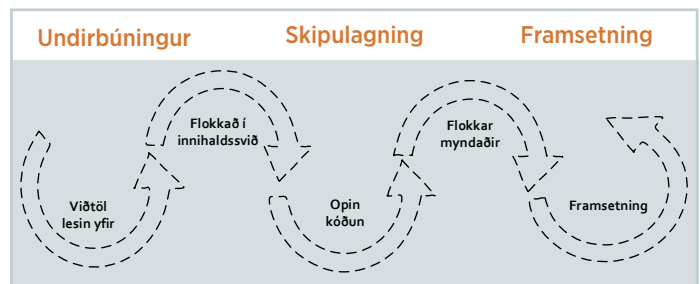 Undirbúningur
Skipulagning
Framsetning
Viðtöl
lesin yfir
Flokkað í
innihaldssvið
Opin
kóðun
Flokkar
myndaðir
Framsetning